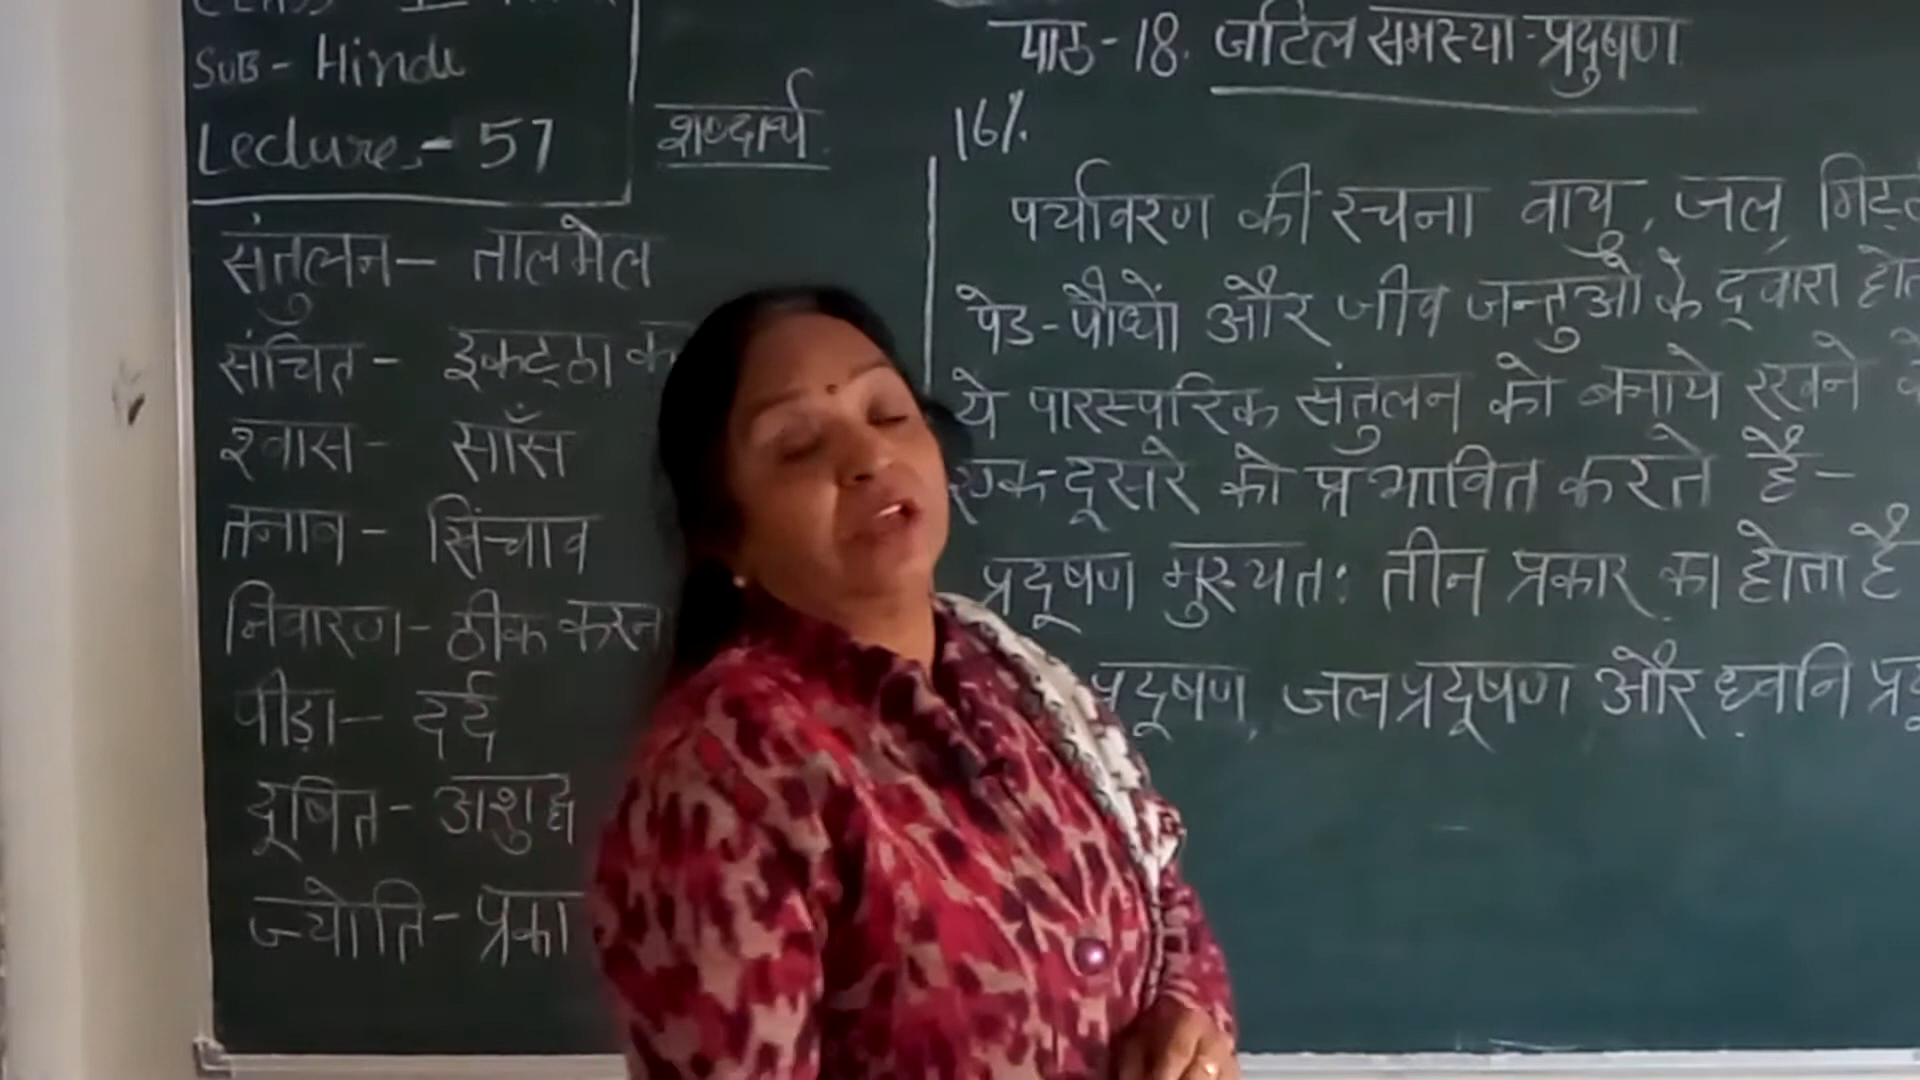 SUB - Hindi
Lecture - 57
शब्दार्थ
संतुलन - तालमेल
संचित - इकट्ठा
श्वास - साँस
तनाव - खिंचाव
निवारण - ठीक करन
पीड़ा - दर्द
दूषित - अशुद्ध
ज्योति - प्रका
पाठ - 18. जटिल समस्या - प्रदूषण
16%.
पर्यावरण की रचना वायु, जल,
पेड - पौधों और जीव जन्तुओं के द्वारा
ये पारस्परिक संतुलन को बनाये रखने
एक - दूसरे को प्रभावित करते है -
प्रदूषण मुख्यतः तीन प्रकार का होता है
प्रदूषण, जलप्रदूषण और ध्वनि